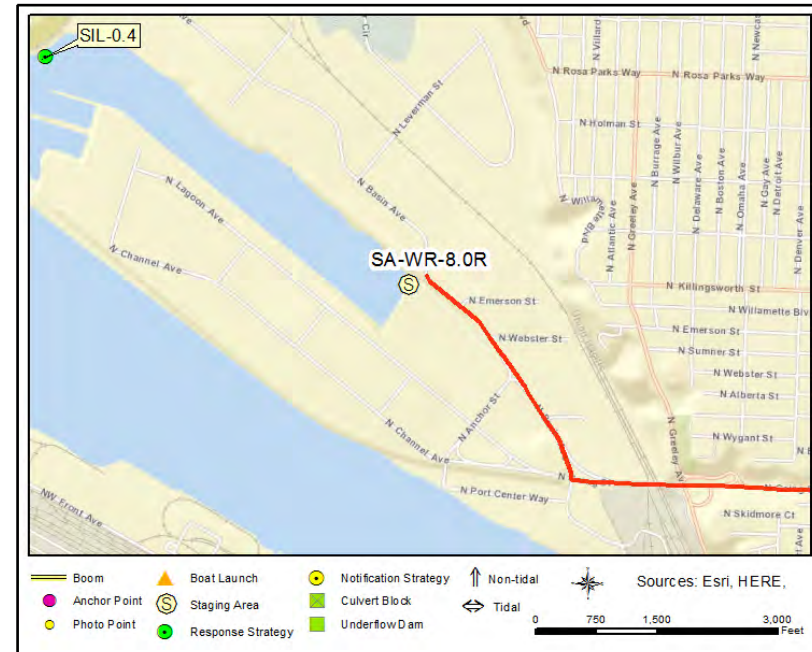 SIL-0.4
N Leverman St
N Villard
N Newcas
N Rosa Parks Way
N Rosa Parks Way
N Holman St
N Burrage Ave
N Wilbur Ave
N Delaware Ave
N Boston Ave
N Omaha Ave
N Gay Ave
N Detroit Ave
N Denver Ave
N Atlantic Ave
N Greeley Ave
N Basin Ave
N Lagoon Ave
N Channel Ave
SA-WR-8.0R
S
N Killingsworth St
N Willamette Blv
N Emerson St
N Emerson St
N Webster St
N Sumner St
N Webster St
N Alberta St
N Anchor St
N Wygant St
N Channel Ave
N Greeley Av
N Port Center Way
N Skidmore Ct
NW Front Ave
Boom
Boat Launch
Notification Strategy
Non-tidal
Sources: Esri, HERE,
Anchor Point
S
Staging Area
Culvert Block
Tidal
Photo Point
Response Strategy
Underflow Dam
0 750 1,500 3,000
Feet